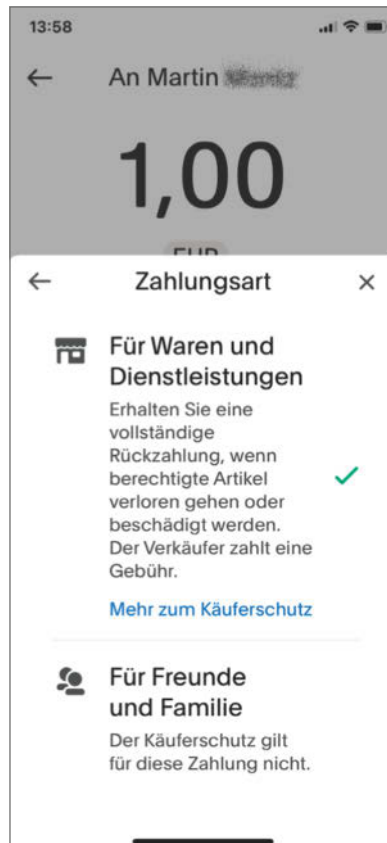 13:58
An Martin
1,00
EUR
Zahlungsart
Für Waren und
Dienstleistungen
Erhalten Sie eine
vollständige
Rückzahlung, wenn
berechtigte Artikel
verloren gehen oder
beschädigt werden.
Der Verkäufer zahlt eine
Gebühr.
Mehr zum Käuferschutz
Für Freunde
und Familie
Der Käuferschutz gilt
für diese Zahlung nicht.